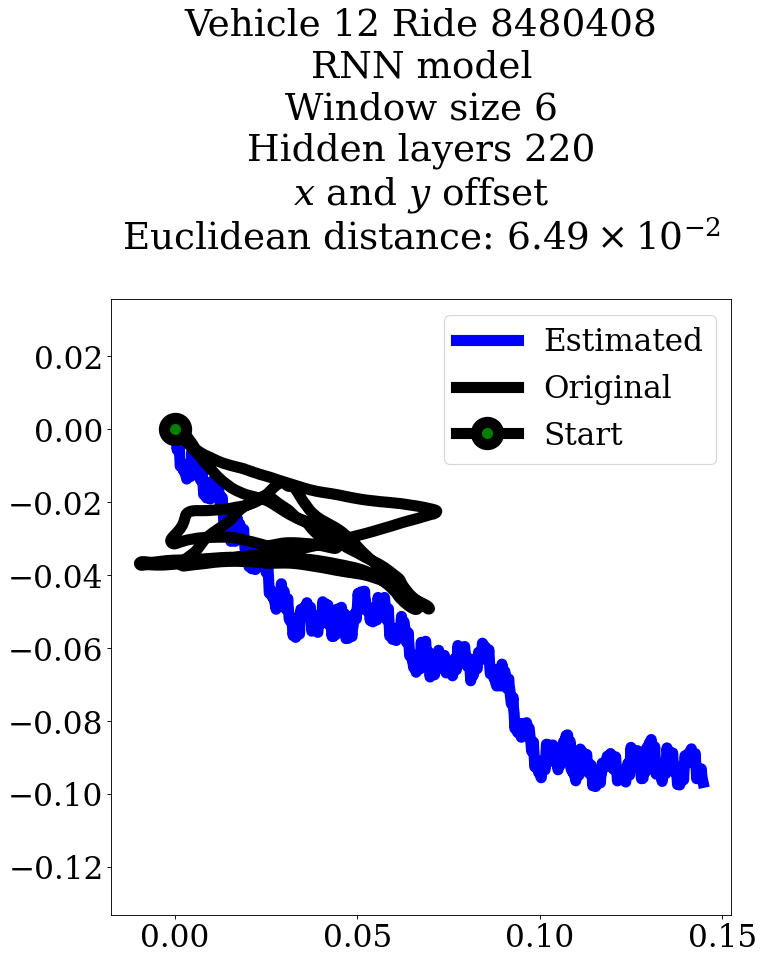 Vehicle 12 Ride 8480408
RNN model
Window size 6
Hidden layers 220
x and y offset
Euclidean distance: 6.49 × 10⁻²
Estimated
Original
Start
0.02
0.00
−0.02
−0.04
−0.06
−0.08
−0.10
−0.12
0.00 0.05 0.10 0.15